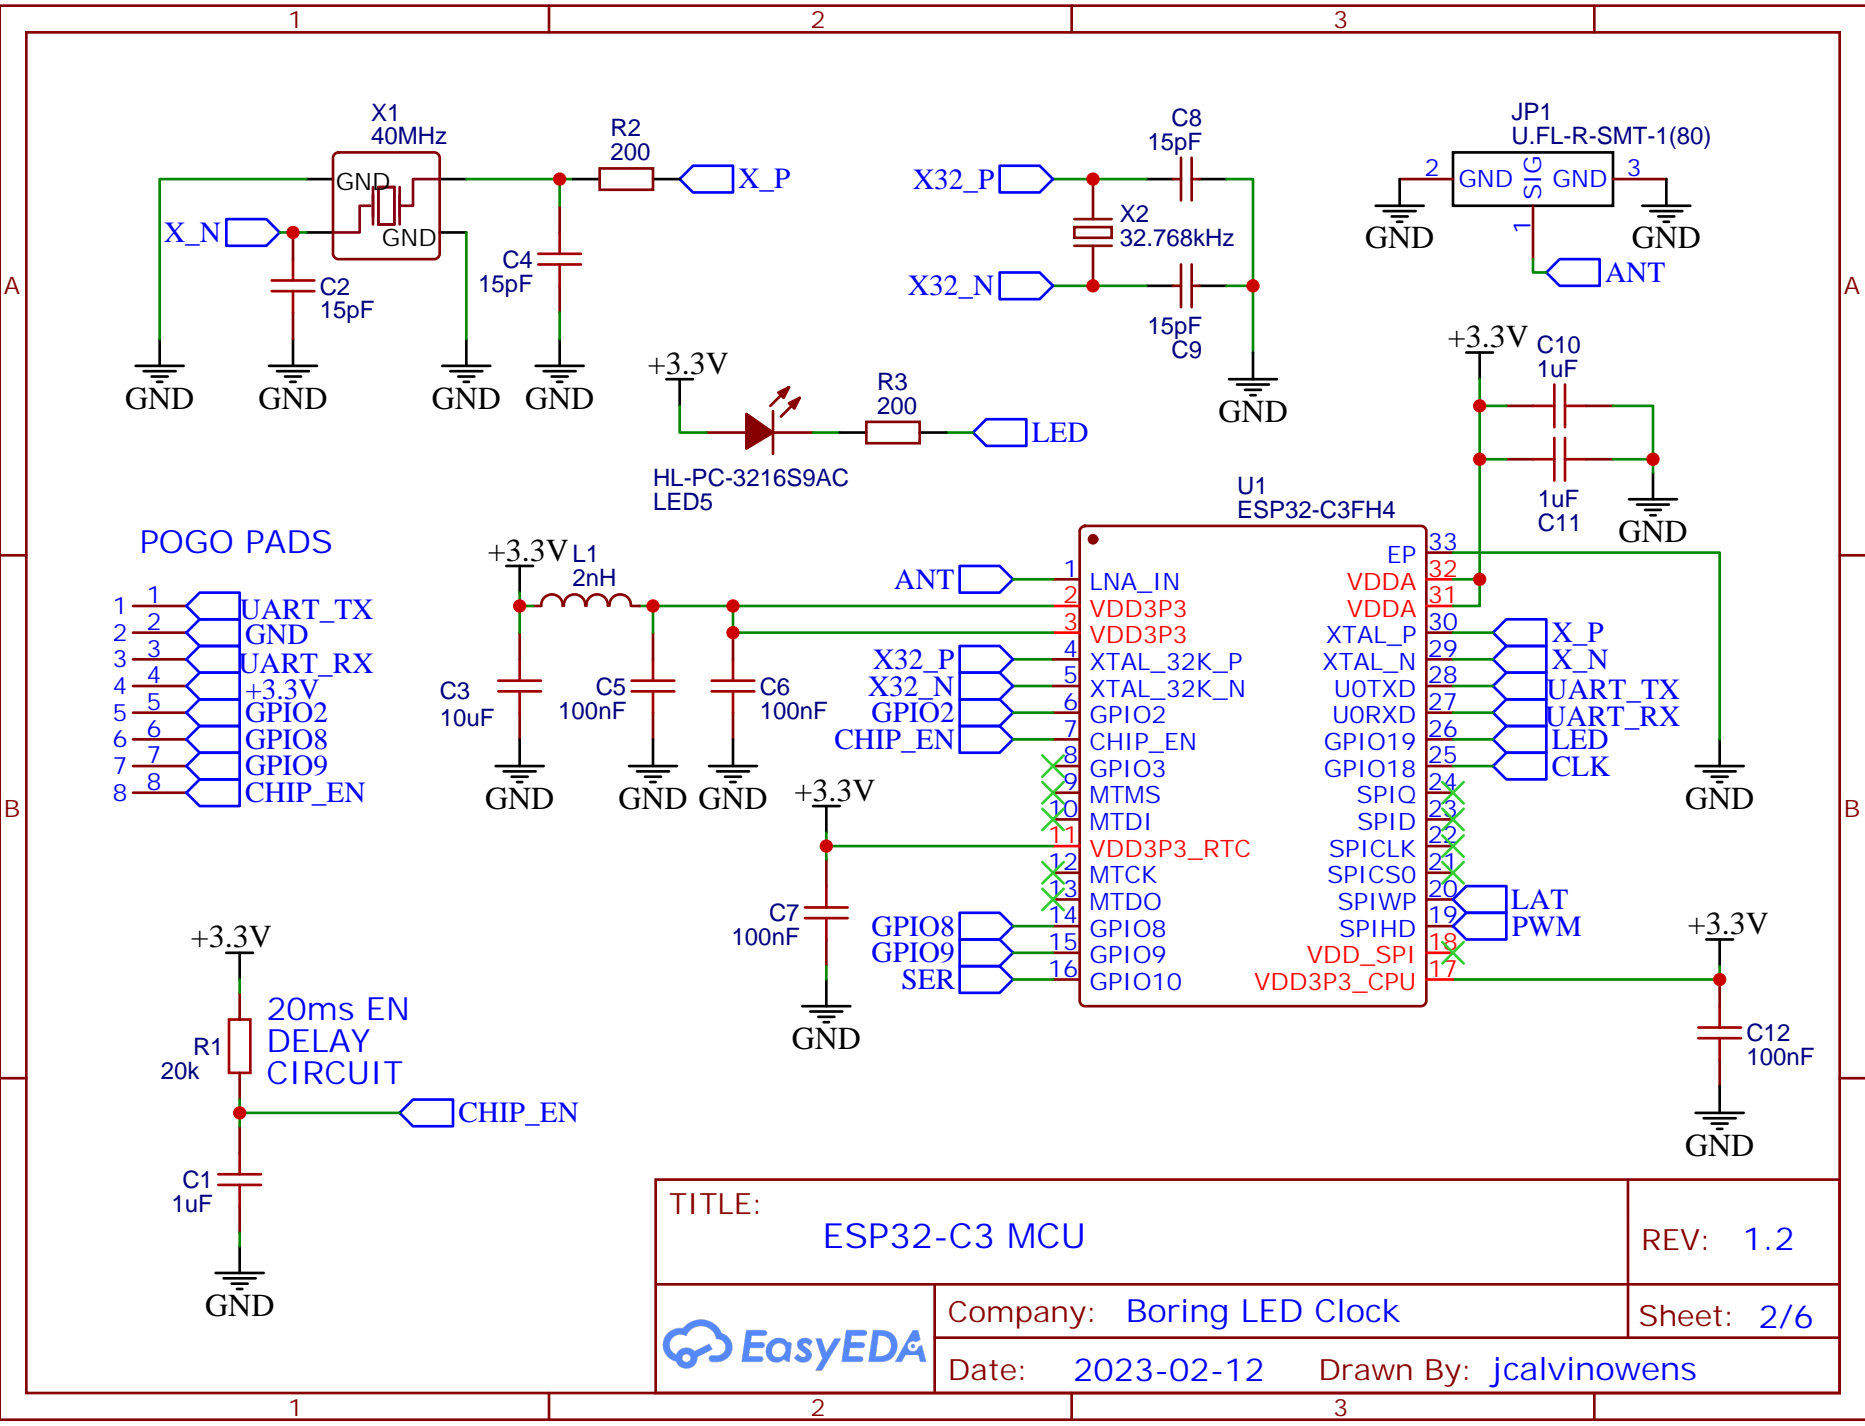 1
2
3
A
A
B
B
1
2
3
X1
40MHz
GND
GND
X_N
C2
15pF
R2
200
X_P
C4
15pF
GND
GND
GND
GND
X32_P
X32_N
X2
32.768kHz
C8
15pF
15pF
C9
GND
JP1
U.FL-R-SMT-1(80)
2
GND
SIG
GND
3
1
GND
GND
ANT
+3.3V
R3
200
LED
HL-PC-3216S9AC
LED5
+3.3V
C10
1uF
1uF
C11
GND
POGO PADS
1 1 UART_TX
2 2 GND
3 3 UART_RX
4 4 +3.3V
5 5 GPIO2
6 6 GPIO8
7 7 GPIO9
8 8 CHIP_EN
+3.3V
L1
2nH
C3
10uF
C5
100nF
C6
100nF
GND
GND
GND
+3.3V
C7
100nF
GND
U1
ESP32-C3FH4
ANT 1 LNA_IN
2 VDD3P3
3 VDD3P3
X32_P 4 XTAL_32K_P
X32_N 5 XTAL_32K_N
GPIO2 6 GPIO2
CHIP_EN 7 CHIP_EN
8 GPIO3
9 MTMS
10 MTDI
11 VDD3P3_RTC
12 MTCK
13 MTDO
GPIO8 14 GPIO8
GPIO9 15 GPIO9
SER 16 GPIO10
EP 33
VDDA 32
VDDA 31
XTAL_P 30 X_P
XTAL_N 29 X_N
U0TXD 28 UART_TX
U0RXD 27 UART_RX
GPIO19 26 LED
GPIO18 25 CLK
SPIQ 24
SPID 23
SPICLK 22
SPICS0 21
SPIWP 20 LAT
SPIHD 19 PWM
VDD_SPI 18
VDD3P3_CPU 17
GND
+3.3V
C12
100nF
GND
+3.3V
R1
20k
20ms EN
DELAY
CIRCUIT
CHIP_EN
C1
1uF
GND
TITLE:
ESP32-C3 MCU
REV: 1.2
EasyEDA
Company: Boring LED Clock
Sheet: 2/6
Date: 2023-02-12 Drawn By: jcalvinowens